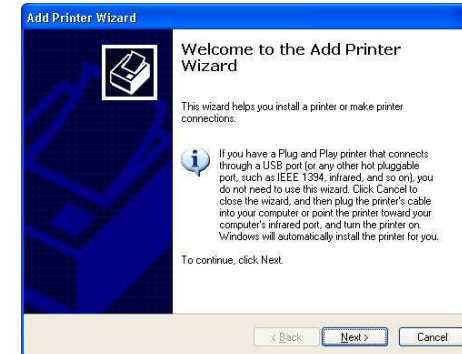 Add Printer Wizard
Welcome to the Add Printer
Wizard
This wizard helps you install a printer or make printer
connections.
If you have a Plug and Play printer that connects
through a USB port (or any other hot pluggable
port, such as IEEE 1394, infrared, and so on), you
do not need to use this wizard. Click Cancel to
close the wizard, and then plug the printer's cable
into your computer or point the printer toward your
computer's infrared port, and turn the printer on.
Windows will automatically install the printer for you.
To continue, click Next.
< Back Next > Cancel